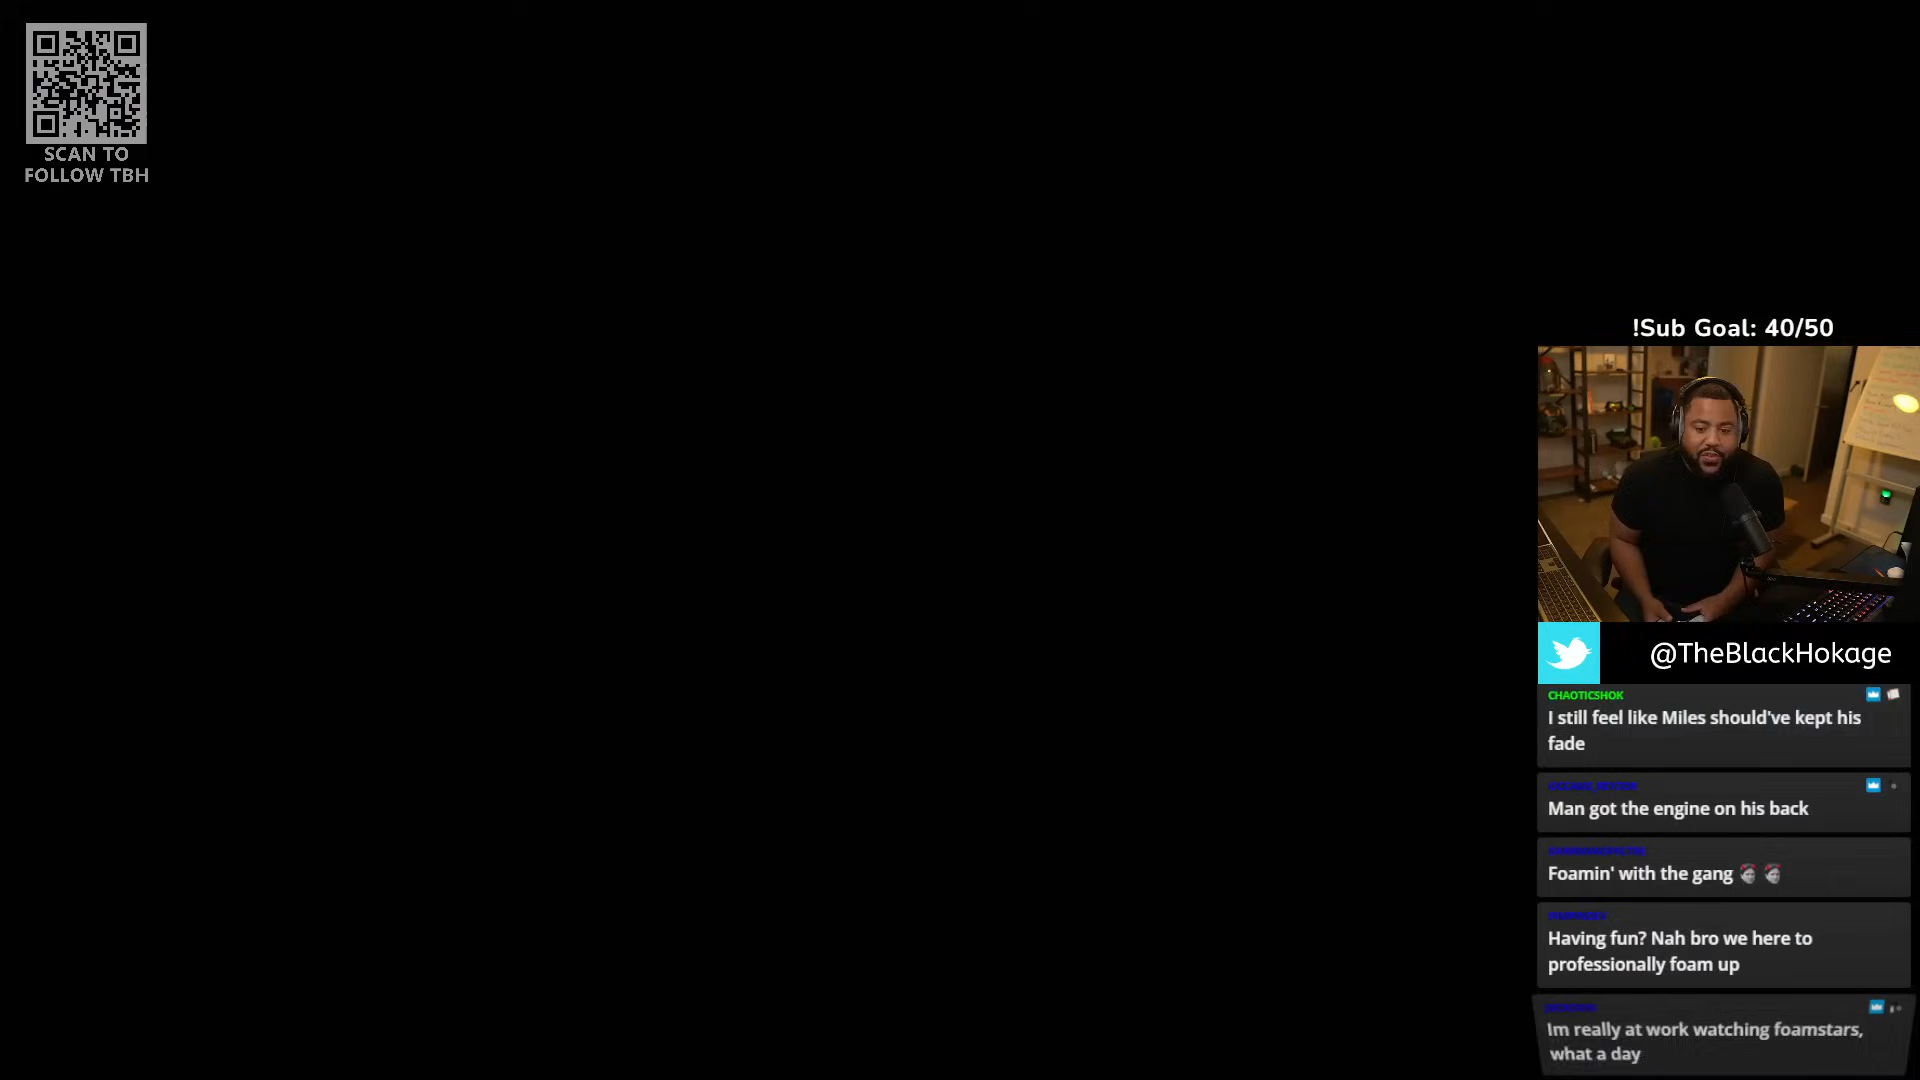 SCAN TO
FOLLOW TBH
!Sub Goal: 40/50
@TheBlackHokage
CHAOTICSHOK
I still feel like Miles should've kept his
fade
Man got the engine on his back
Foamin' with the gang
Having fun? Nah bro we here to
professionally foam up
Im really at work watching foamstars,
what a day